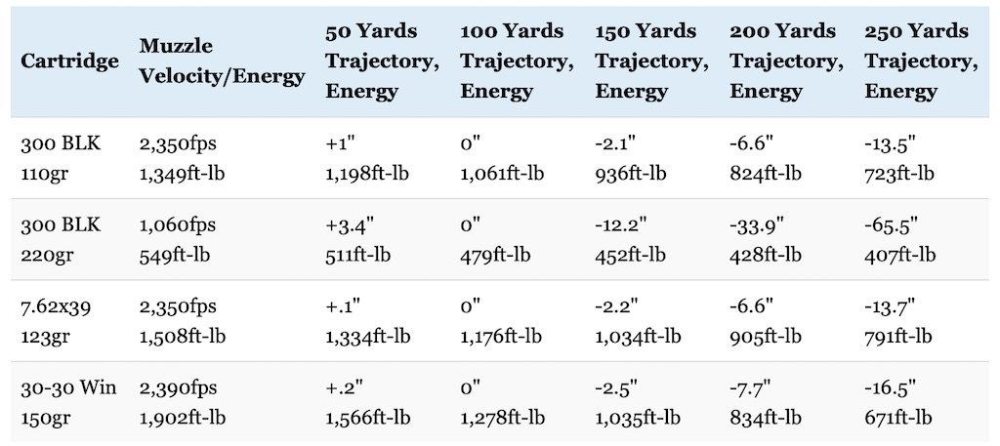 Cartridge Muzzle Velocity/Energy 50 Yards Trajectory, Energy 100 Yards Trajectory, Energy 150 Yards Trajectory, Energy 200 Yards Trajectory, Energy 250 Yards Trajectory, Energy
300 BLK 2,350fps +1" 0" -2.1" -6.6" -13.5"
110gr 1,349ft-lb 1,198ft-lb 1,061ft-lb 936ft-lb 824ft-lb 723ft-lb
300 BLK 1,060fps +3.4" 0" -12.2" -33.9" -65.5"
220gr 549ft-lb 511ft-lb 479ft-lb 452ft-lb 428ft-lb 407ft-lb
7.62x39 2,350fps +.1" 0" -2.2" -6.6" -13.7"
123gr 1,508ft-lb 1,334ft-lb 1,176ft-lb 1,034ft-lb 905ft-lb 791ft-lb
30-30 Win 2,390fps +.2" 0" -2.5" -7.7" -16.5"
150gr 1,902ft-lb 1,566ft-lb 1,278ft-lb 1,035ft-lb 834ft-lb 671ft-lb